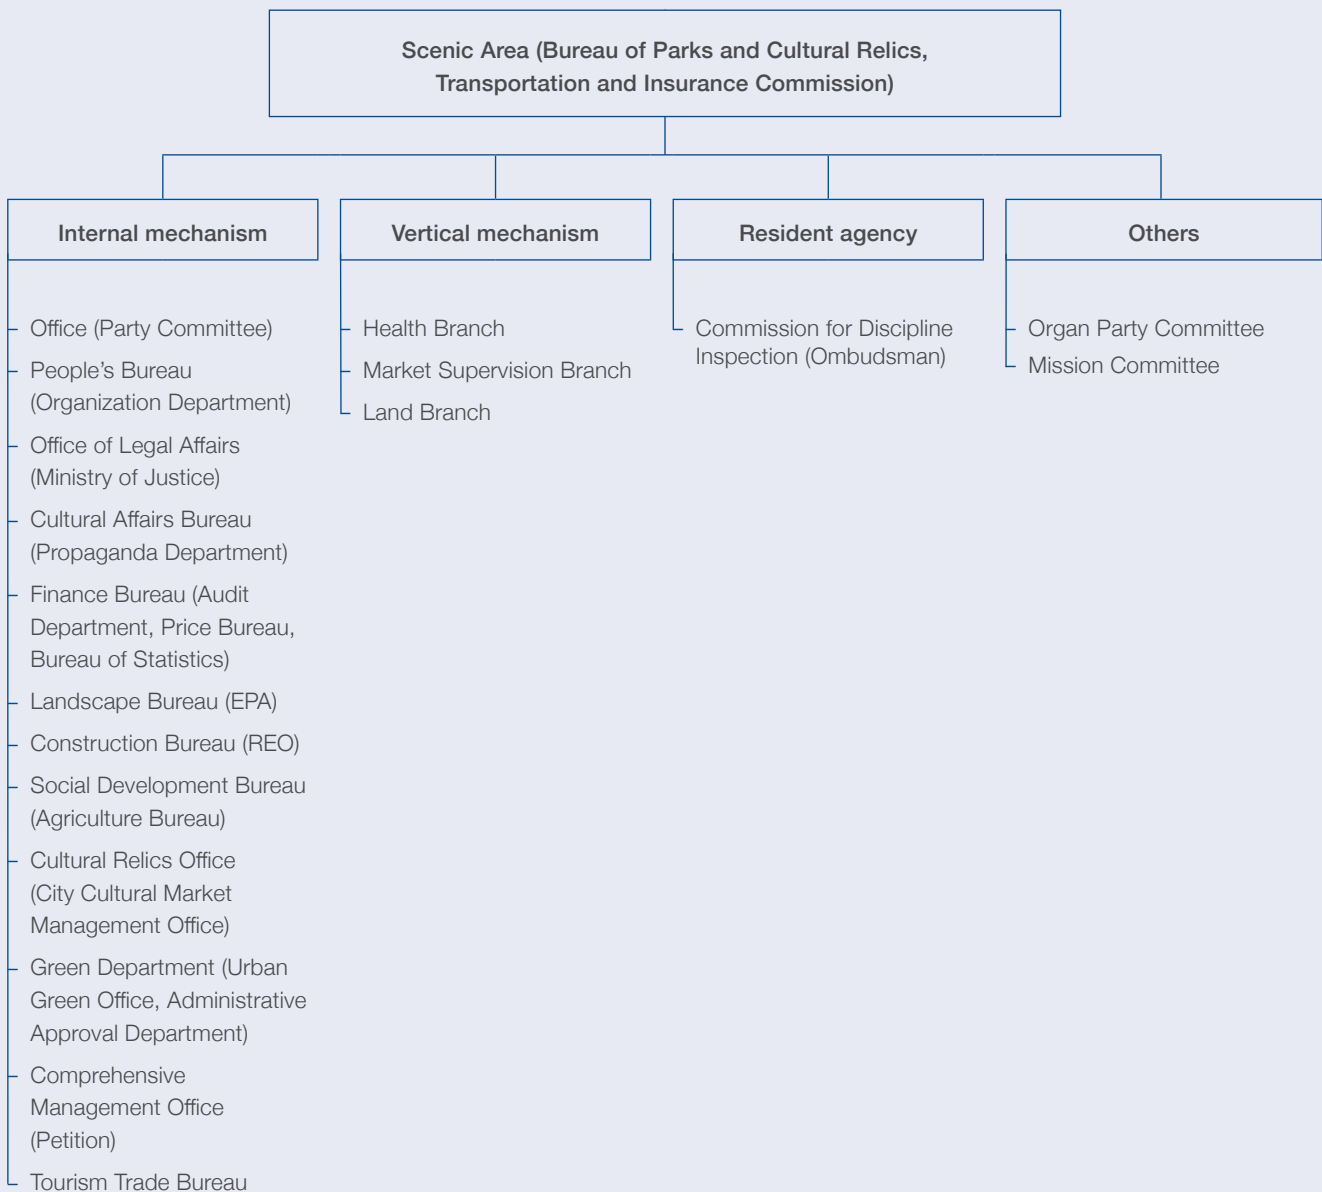 Scenic Area (Bureau of Parks and Cultural Relics,
Transportation and Insurance Commission)
Internal mechanism
Office (Party Committee)
People’s Bureau
(Organization Department)
Office of Legal Affairs
(Ministry of Justice)
Cultural Affairs Bureau
(Propaganda Department)
Finance Bureau (Audit
Department, Price Bureau,
Bureau of Statistics)
Landscape Bureau (EPA)
Construction Bureau (REO)
Social Development Bureau
(Agriculture Bureau)
Cultural Relics Office
(City Cultural Market
Management Office)
Green Department (Urban
Green Office, Administrative
Approval Department)
Comprehensive
Management Office
(Petition)
Tourism Trade Bureau
Vertical mechanism
Health Branch
Market Supervision Branch
Land Branch
Resident agency
Commission for Discipline
Inspection (Ombudsman)
Others
Organ Party Committee
Mission Committee